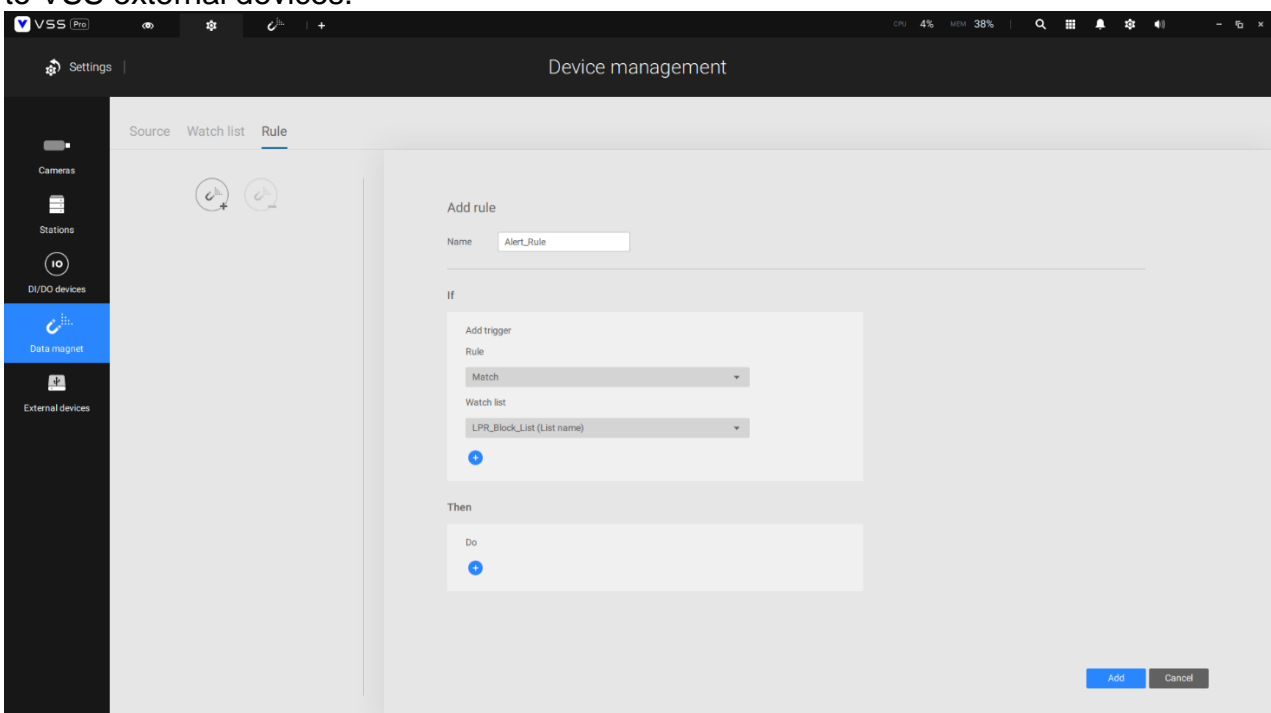 to VSS external devices.
VSS Pro + CPU 4% MEM 38%
Settings Device management
Source Watch list Rule
Cameras
Stations
IO
DI/DO devices
Data magnet
External devices
Add rule
Name Alert_Rule
If
Add trigger
Rule
Match
Watch list
LPR_Block_List (List name)
Then
Do
Add Cancel